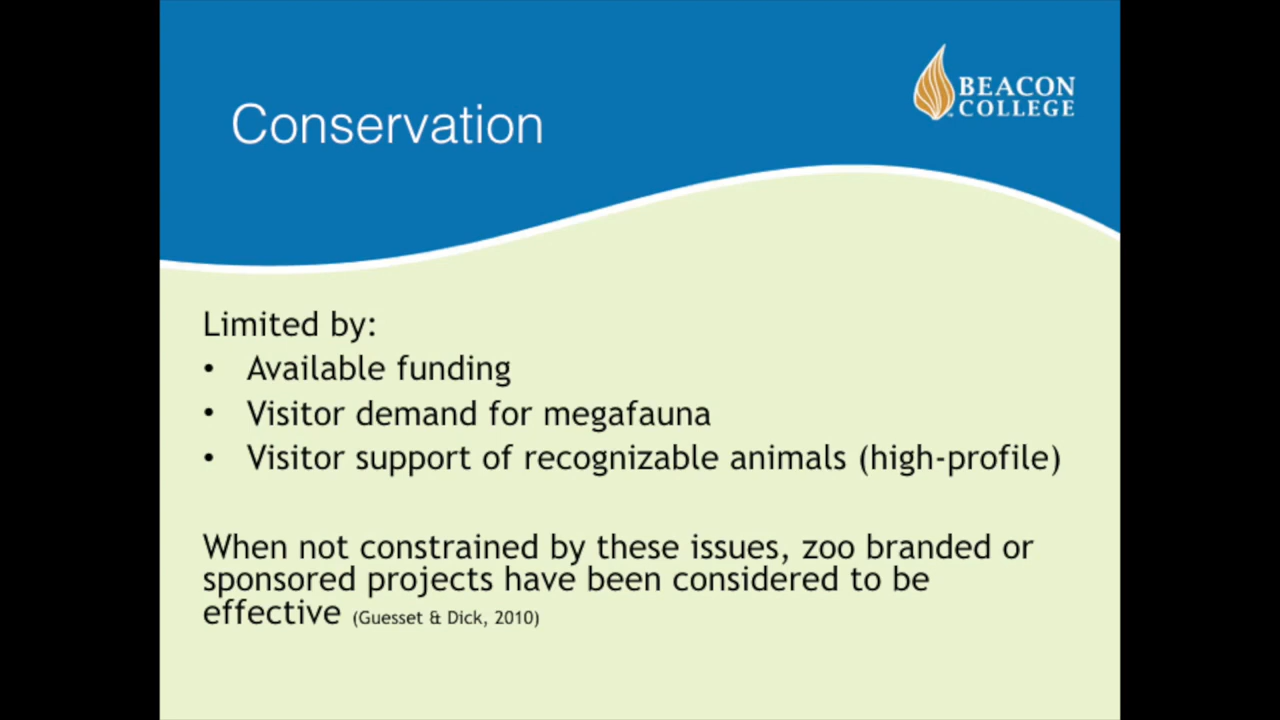 BEACON
COLLEGE
Conservation
Limited by:
• Available funding
• Visitor demand for megafauna
• Visitor support of recognizable animals (high-profile)
When not constrained by these issues, zoo branded or
sponsored projects have been considered to be
effective (Guesset & Dick, 2010)